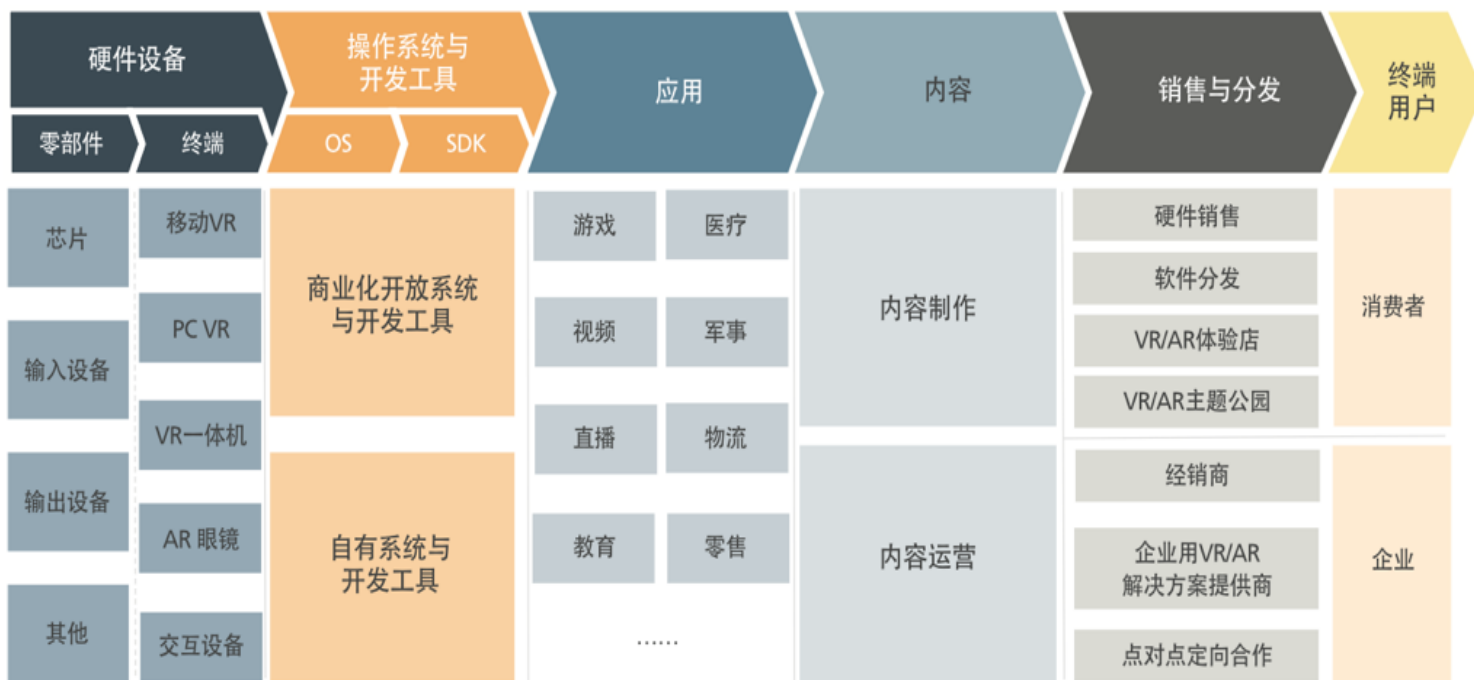 硬件设备
操作系统与
开发工具
应用
内容
销售与分发
终端
用户
零部件
终端
OS
SDK
芯片
输入设备
输出设备
其他
移动VR
PC VR
VR一体机
AR 眼镜
交互设备
商业化开放系统
与开发工具
自有系统与
开发工具
游戏
医疗
视频
军事
直播
物流
教育
零售
......
内容制作
内容运营
硬件销售
软件分发
VR/AR体验店
VR/AR主题公园
经销商
企业用VR/AR
解决方案提供商
点对点定向合作
消费者
企业